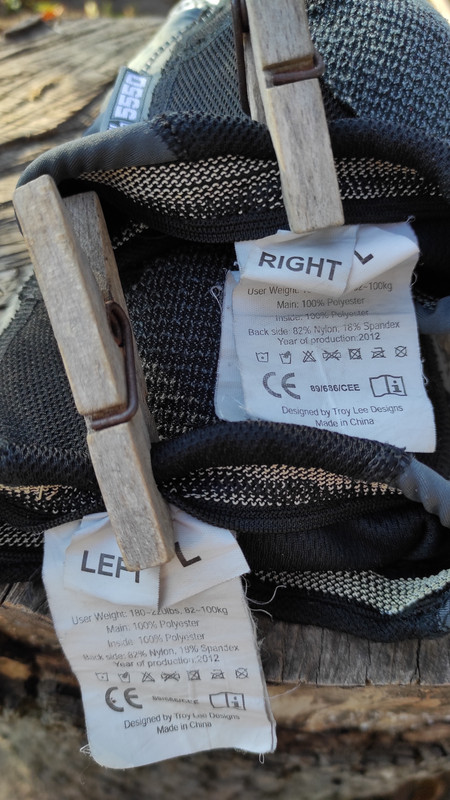 5550
RIGHT L
User Weight: 82-100kg
Main: 100% Polyester
Inside: 100% Polyester
Back side: 82% Nylon, 18% Spandex
Year of production:2012
CE 89/686/CEE i
Designed by Troy Lee Designs
Made in China
LEFT L
User Weight: 180-220lbs, 82-100kg
Main: 100% Polyester
Inside: 100% Polyester
Back side: 82% Nylon, 18% Spandex
Year of production:2012
CE 89/686/CEE i
Designed by Troy Lee Designs
Made in China